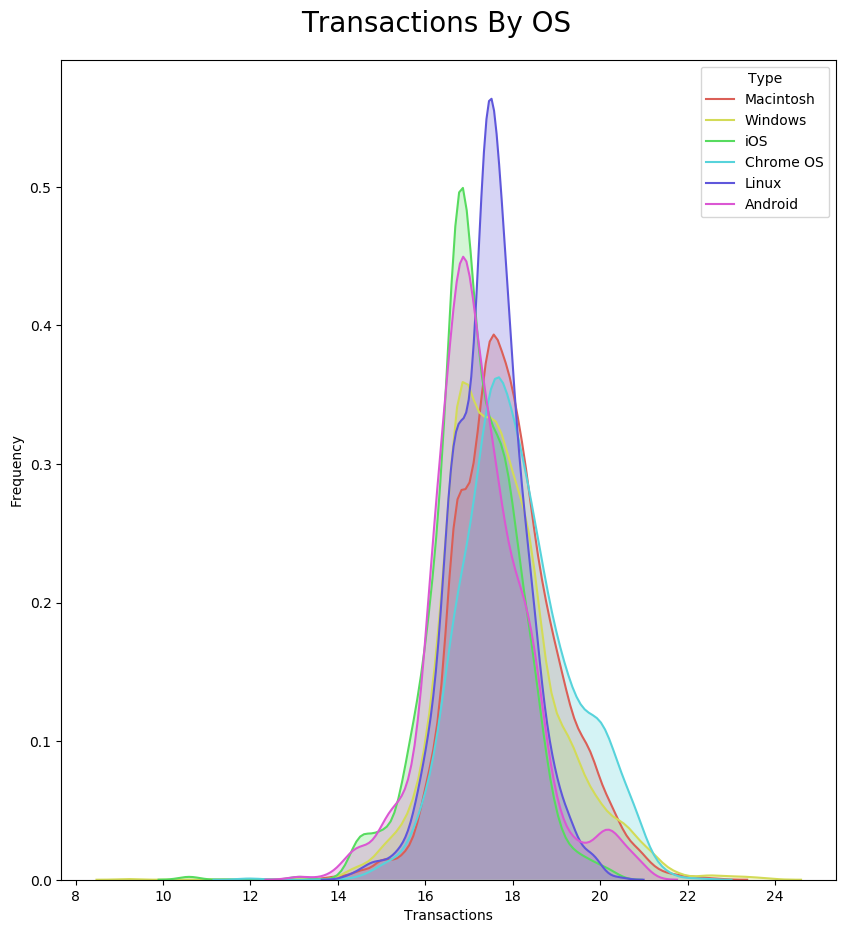 Transactions By OS
Type
Macintosh
Windows
iOS
Chrome OS
Linux
Android
Frequency
0.5
0.4
0.3
0.2
0.1
0.0
8 10 12 14 16 18 20 22 24
Transactions